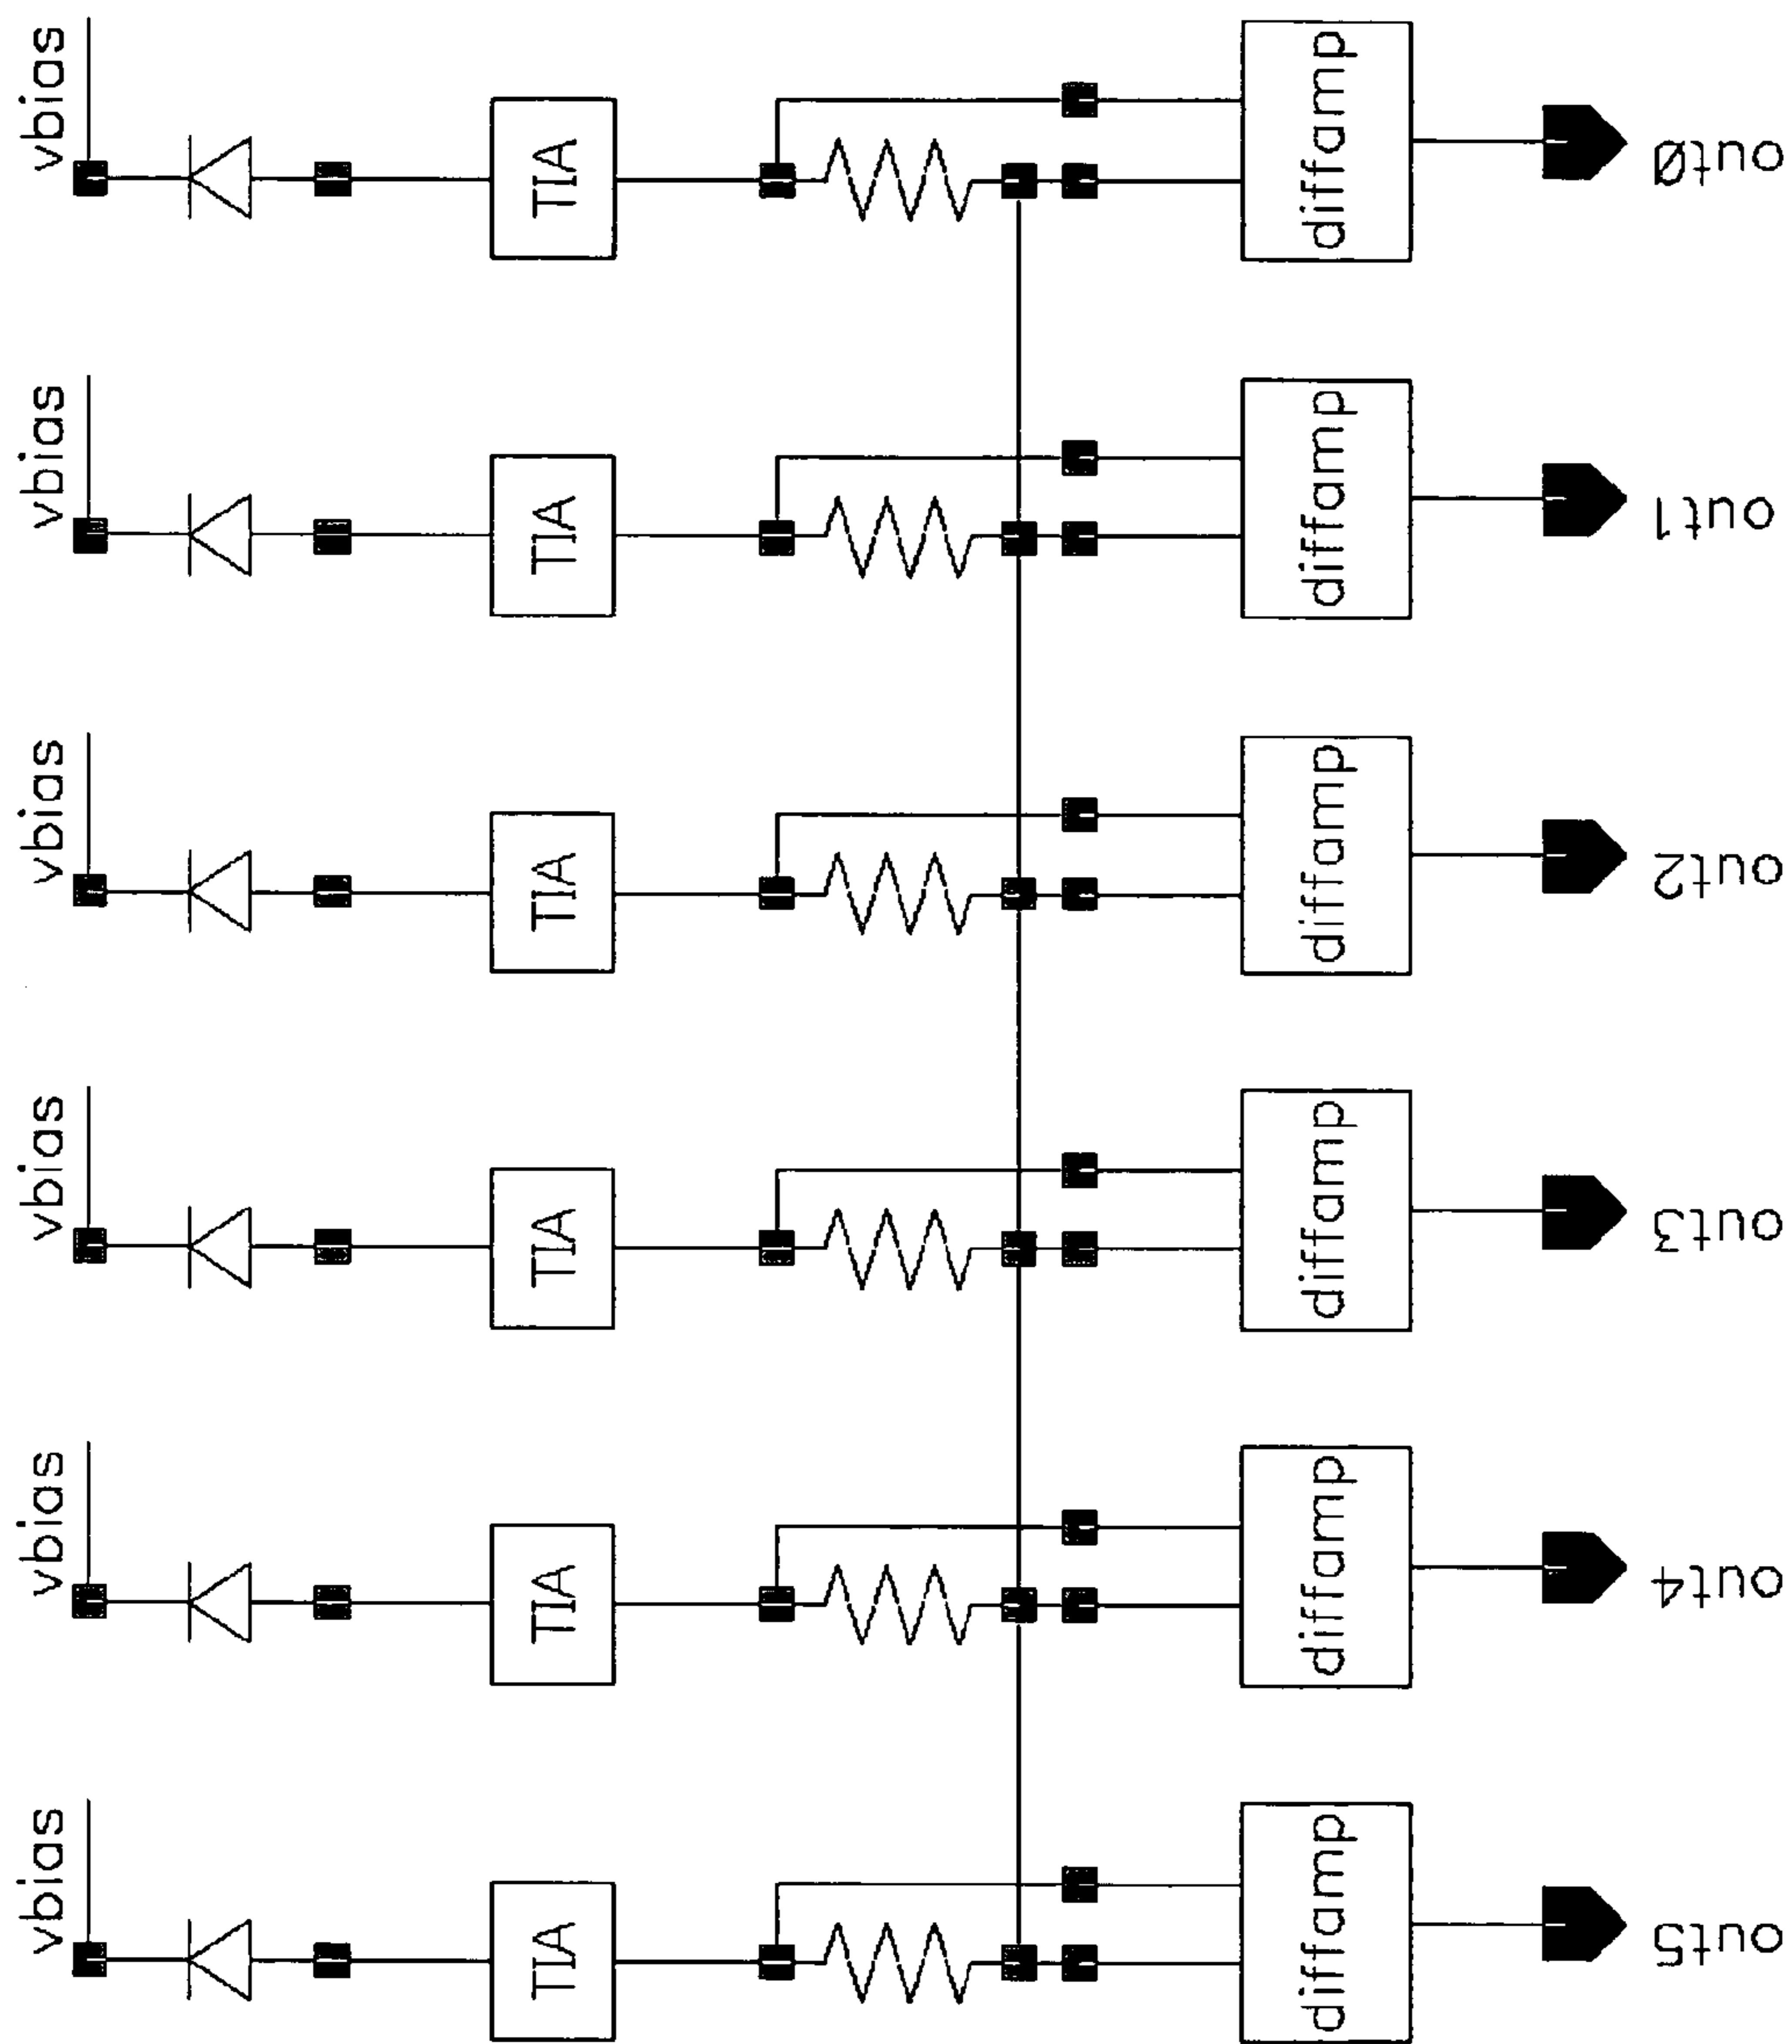 vbias TIA diffamp out0
vbias TIA diffamp out1
vbias TIA diffamp out2
vbias TIA diffamp out3
vbias TIA diffamp out4
vbias TIA diffamp out5